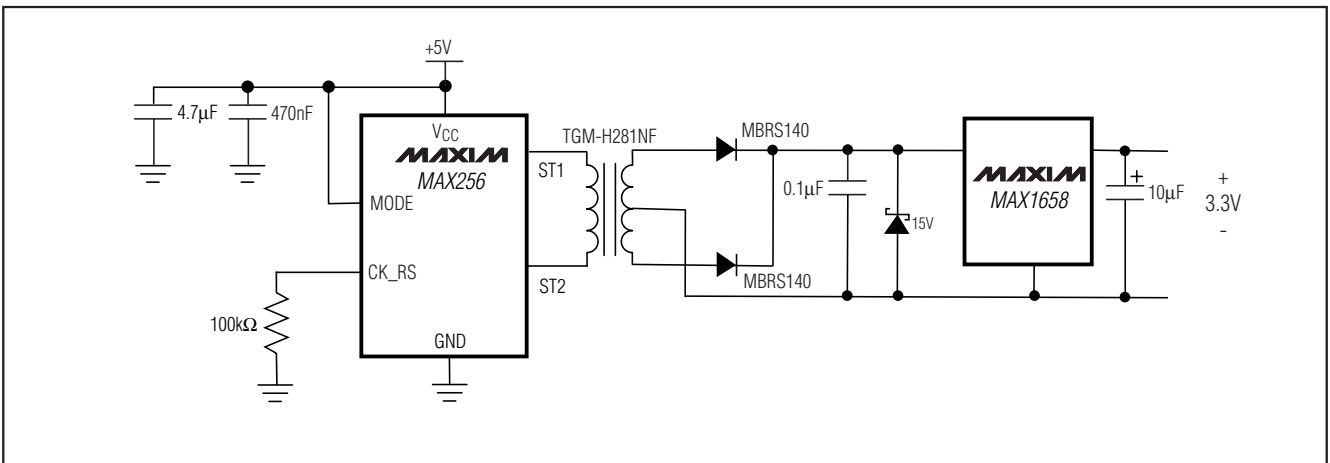 +5V
4.7µF
470nF
VCC
MAXIM
MAX256
MODE
CK_RS
GND
100kΩ
ST1
ST2
TGM-H281NF
MBRS140
MBRS140
0.1µF
15V
MAXIM
MAX1658
+
10µF
+
3.3V
-